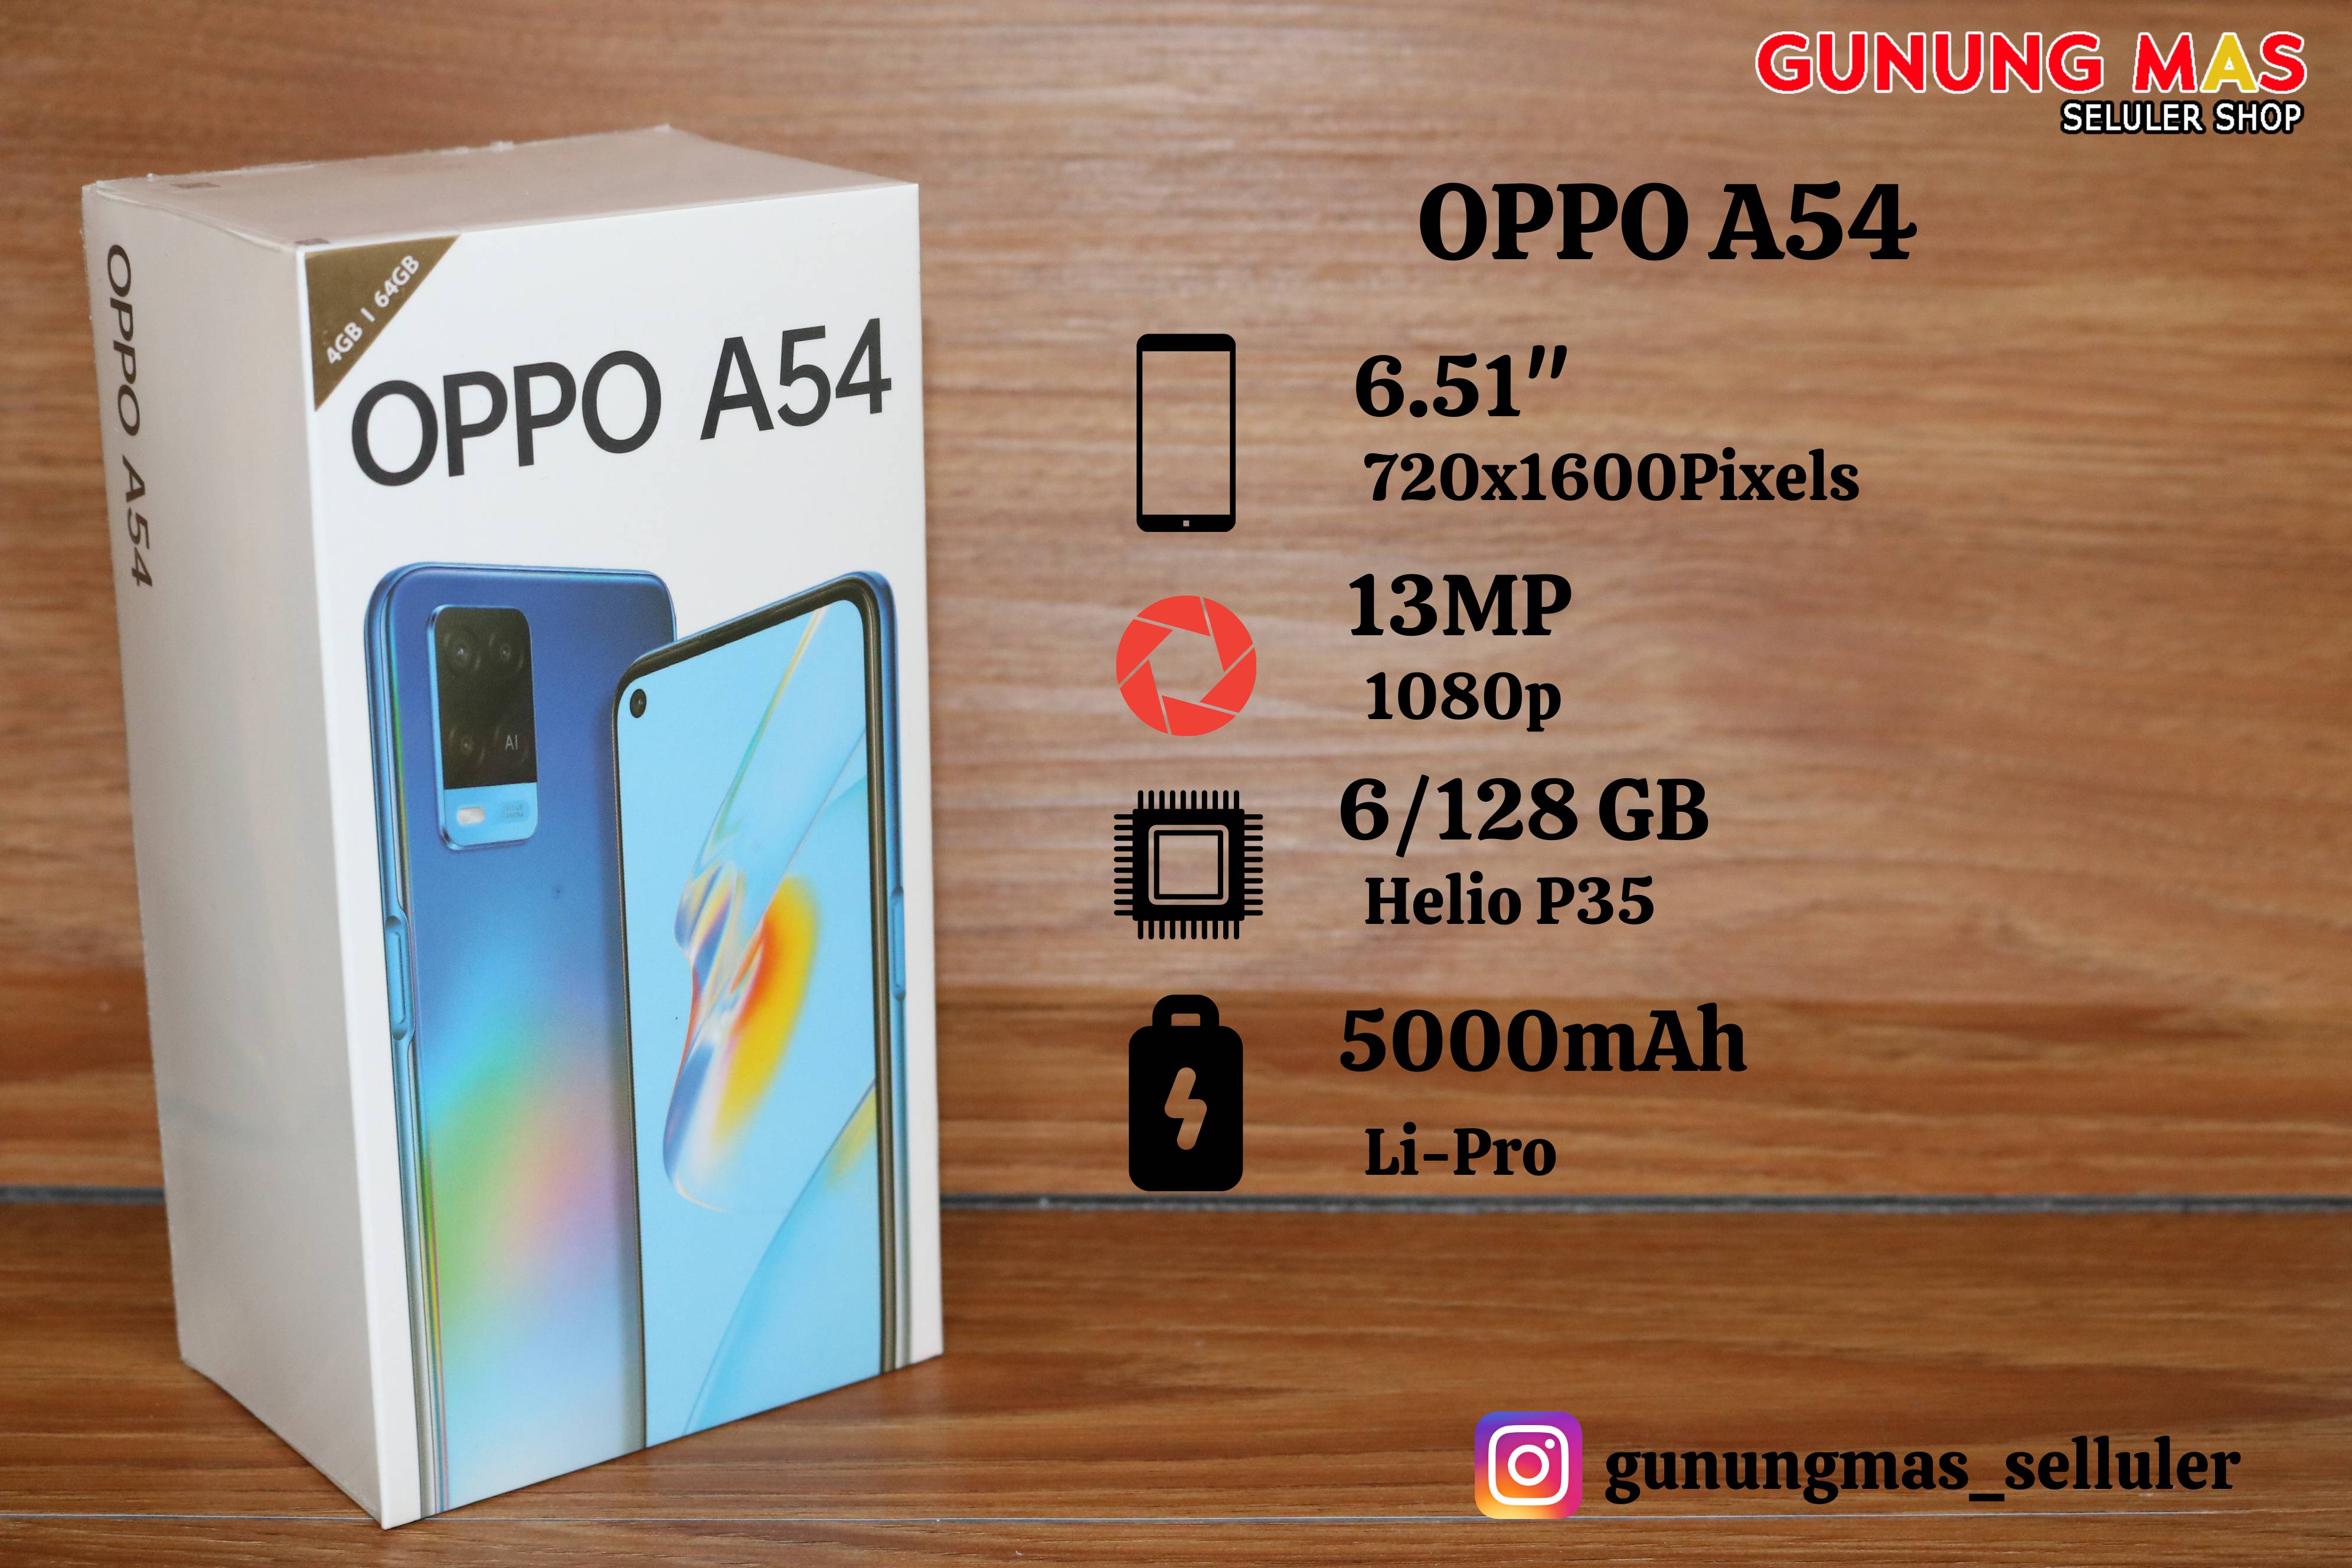 GUNUNG MAS
SELULER SHOP
OPPO A54
4GB | 64GB
OPPO A54
AI
OPPO A54
6.51"
720x1600Pixels
13MP
1080p
6/128 GB
Helio P35
5000mAh
Li-Pro
gunungmas_selluler